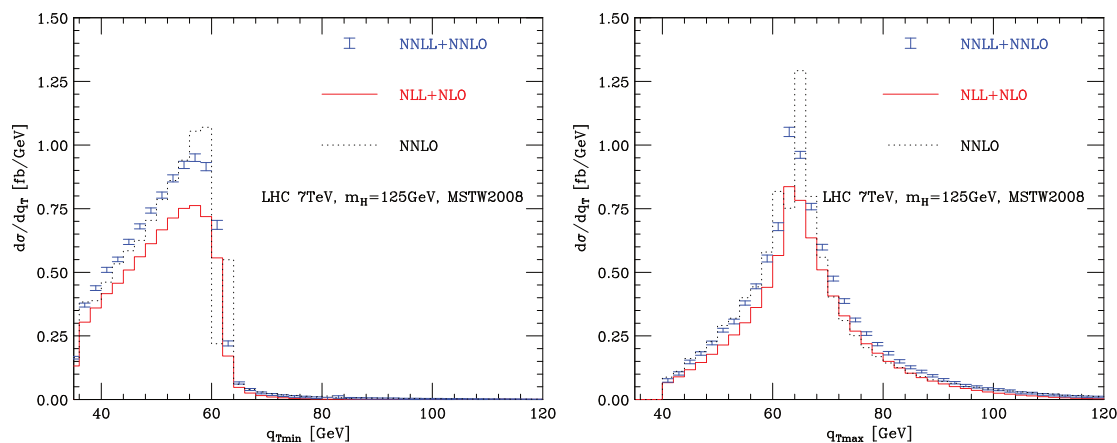 1.50
1.25
1.00
0.75
0.50
0.25
0.00
dσ/dq_T [fb/GeV]
NNLL+NNLO
NLL+NLO
NNLO
LHC 7TeV, m_H=125GeV, MSTW2008
40 60 80 100 120
q_Tmin [GeV]
1.50
1.25
1.00
0.75
0.50
0.25
0.00
dσ/dq_T [fb/GeV]
NNLL+NNLO
NLL+NLO
NNLO
LHC 7TeV, m_H=125GeV, MSTW2008
40 60 80 100 120
q_Tmax [GeV]